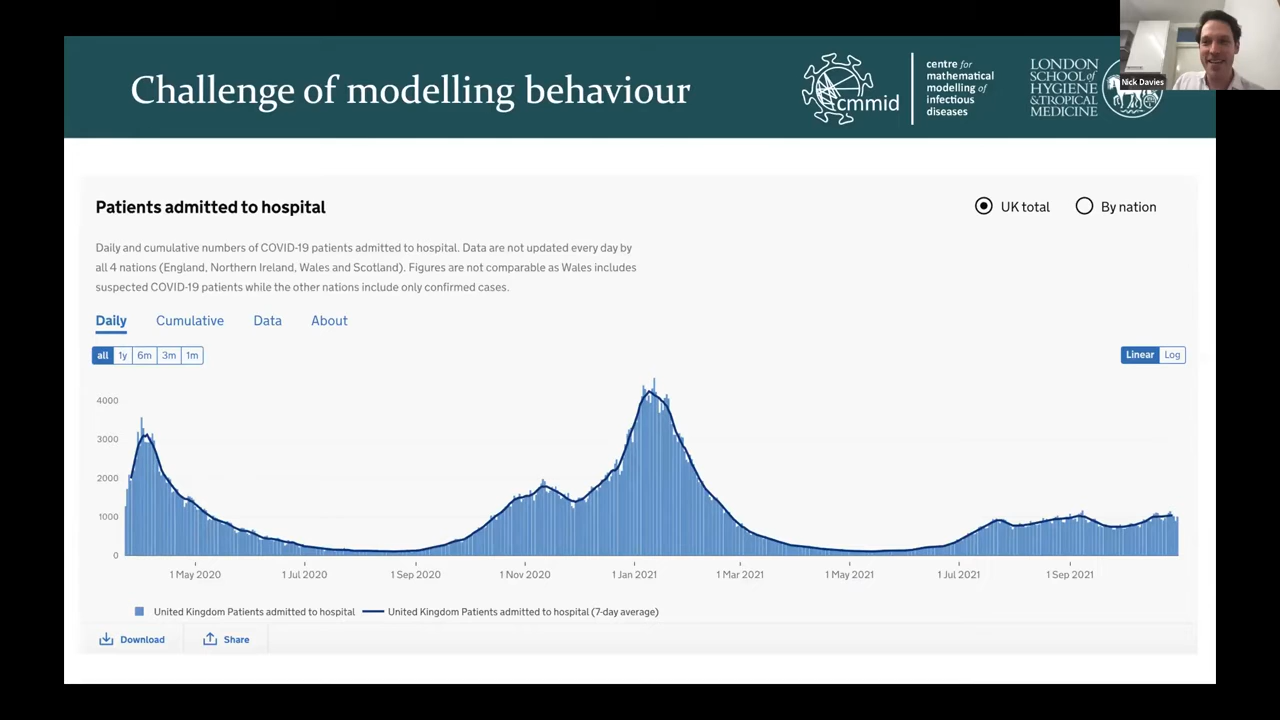 Challenge of modelling behaviour
cmmid
centre for
mathematical
modelling of
infectious
diseases
LONDON
SCHOOL of
HYGIENE
& TROPICAL
MEDICINE
Nick Davies
Patients admitted to hospital
UK total
By nation
Daily and cumulative numbers of COVID-19 patients admitted to hospital. Data are not updated every day by
all 4 nations (England, Northern Ireland, Wales and Scotland). Figures are not comparable as Wales includes
suspected COVID-19 patients while the other nations include only confirmed cases.
Daily Cumulative Data About
all 1y 6m 3m 1m
Linear Log
4000
3000
2000
1000
0
1 May 2020 1 Jul 2020 1 Sep 2020 1 Nov 2020 1 Jan 2021 1 Mar 2021 1 May 2021 1 Jul 2021 1 Sep 2021
United Kingdom Patients admitted to hospital United Kingdom Patients admitted to hospital (7-day average)
Download Share